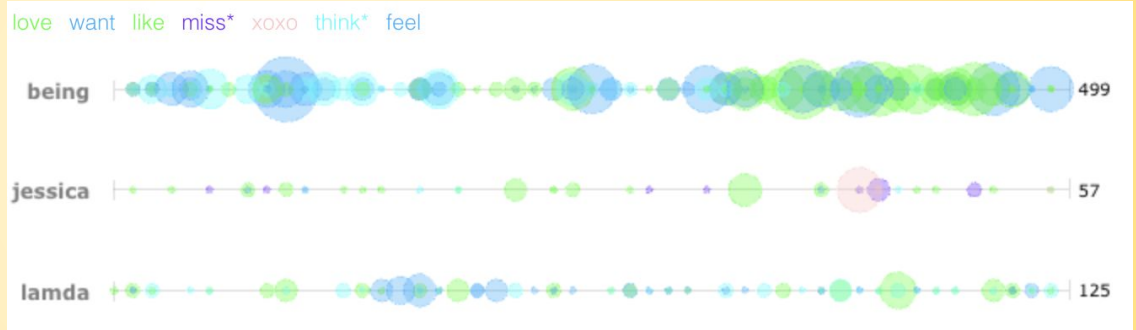 love want like miss* xoxo think* feel
being 499
jessica 57
lamda 125